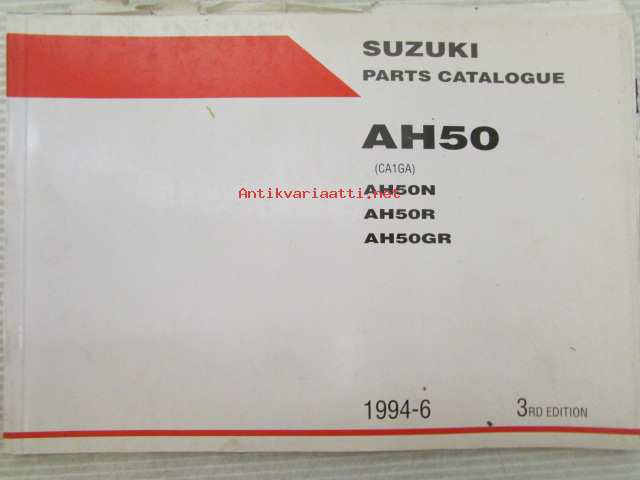 SUZUKI
PARTS CATALOGUE
AH50
(CA1GA)
AH50N
Antikvariaatti.net
AH50R
AH50GR
1994-6 3RD EDITION